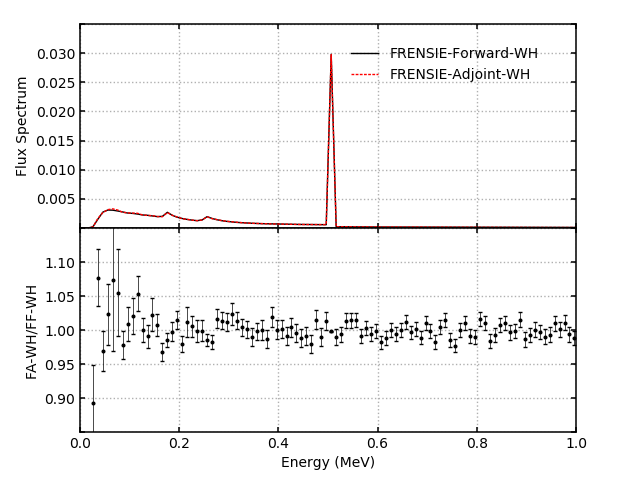 Flux Spectrum
0.030
0.025
0.020
0.015
0.010
0.005
FRENSIE-Forward-WH
FRENSIE-Adjoint-WH
FA-WH/FF-WH
1.10
1.05
1.00
0.95
0.90
0.0 0.2 0.4 0.6 0.8 1.0
Energy (MeV)